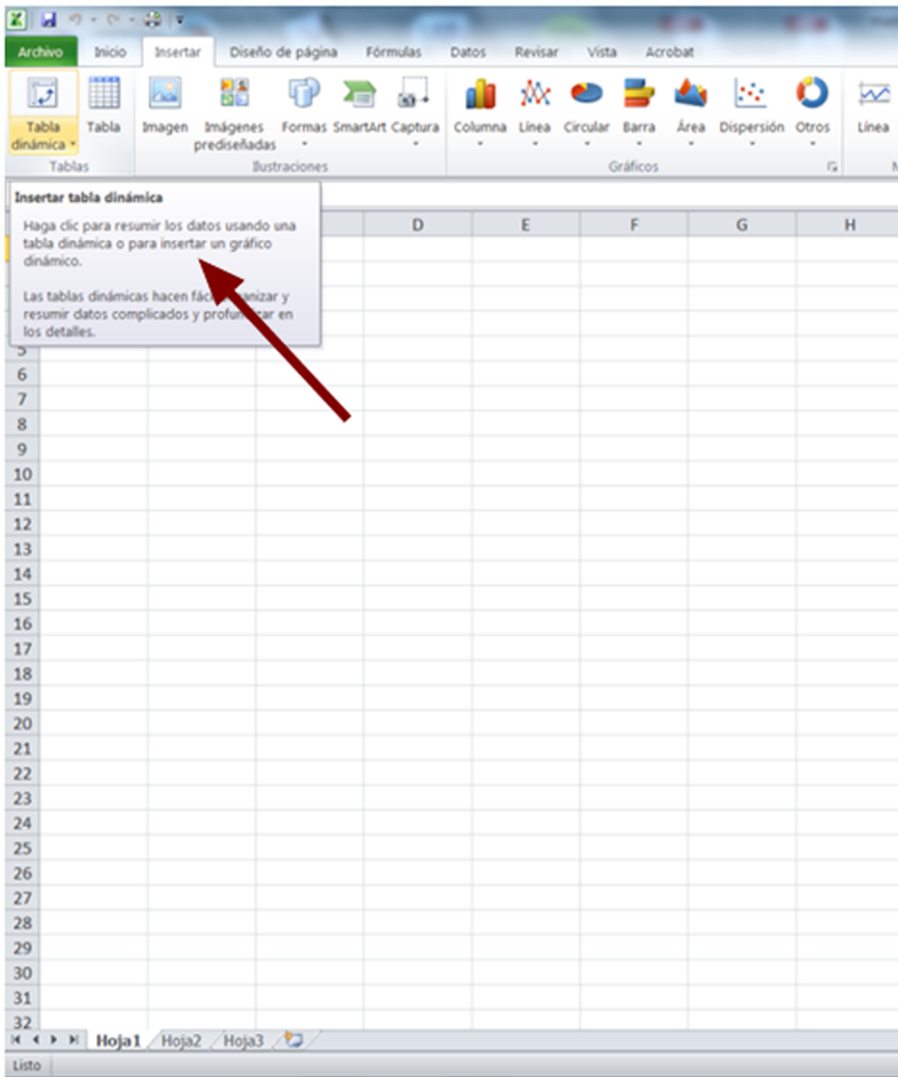 Archivo Inicio Insertar Diseño de página Fórmulas Datos Revisar Vista Acrobat
Tabla Tabla Imagen Imágenes Formas SmartArt Captura Columna Línea Circular Barra Área Dispersión Otros Línea
dinámica prediseñadas
Tablas Ilustraciones Gráficos
Insertar tabla dinámica
Haga clic para resumir los datos usando una
tabla dinámica o para insertar un gráfico
dinámico.
Las tablas dinámicas hacen y
resumir datos complicados y en
los detalles.
D E F G H
5
6
7
8
9
10
11
12
13
14
15
16
17
18
19
20
21
22
23
24
25
26
27
28
29
30
31
32
Hoja1 Hoja2 Hoja3
Listo